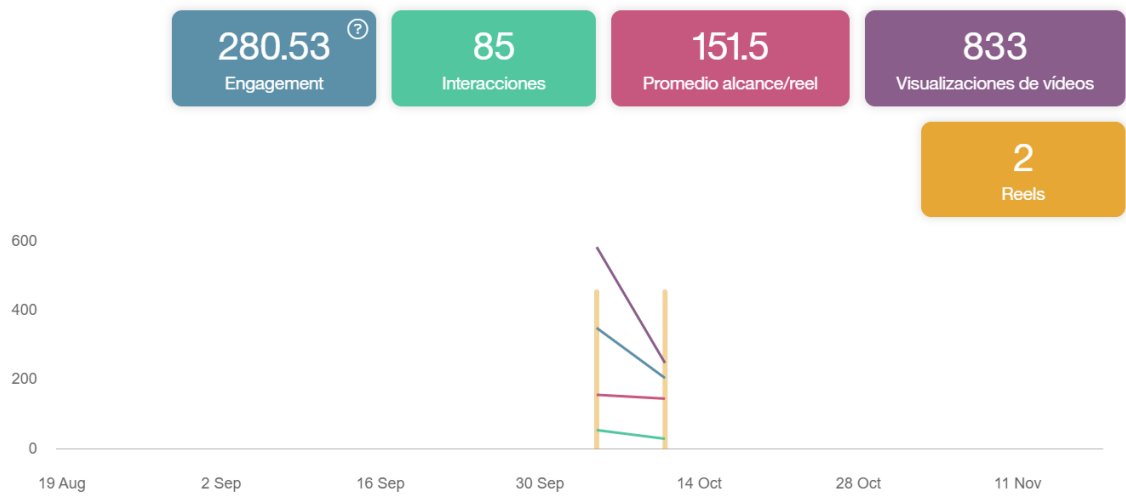 280.53
?
Engagement
85
Interacciones
151.5
Promedio alcance/reel
833
Visualizaciones de vídeos
2
Reels
600
400
200
0
19 Aug 2 Sep 16 Sep 30 Sep 14 Oct 28 Oct 11 Nov